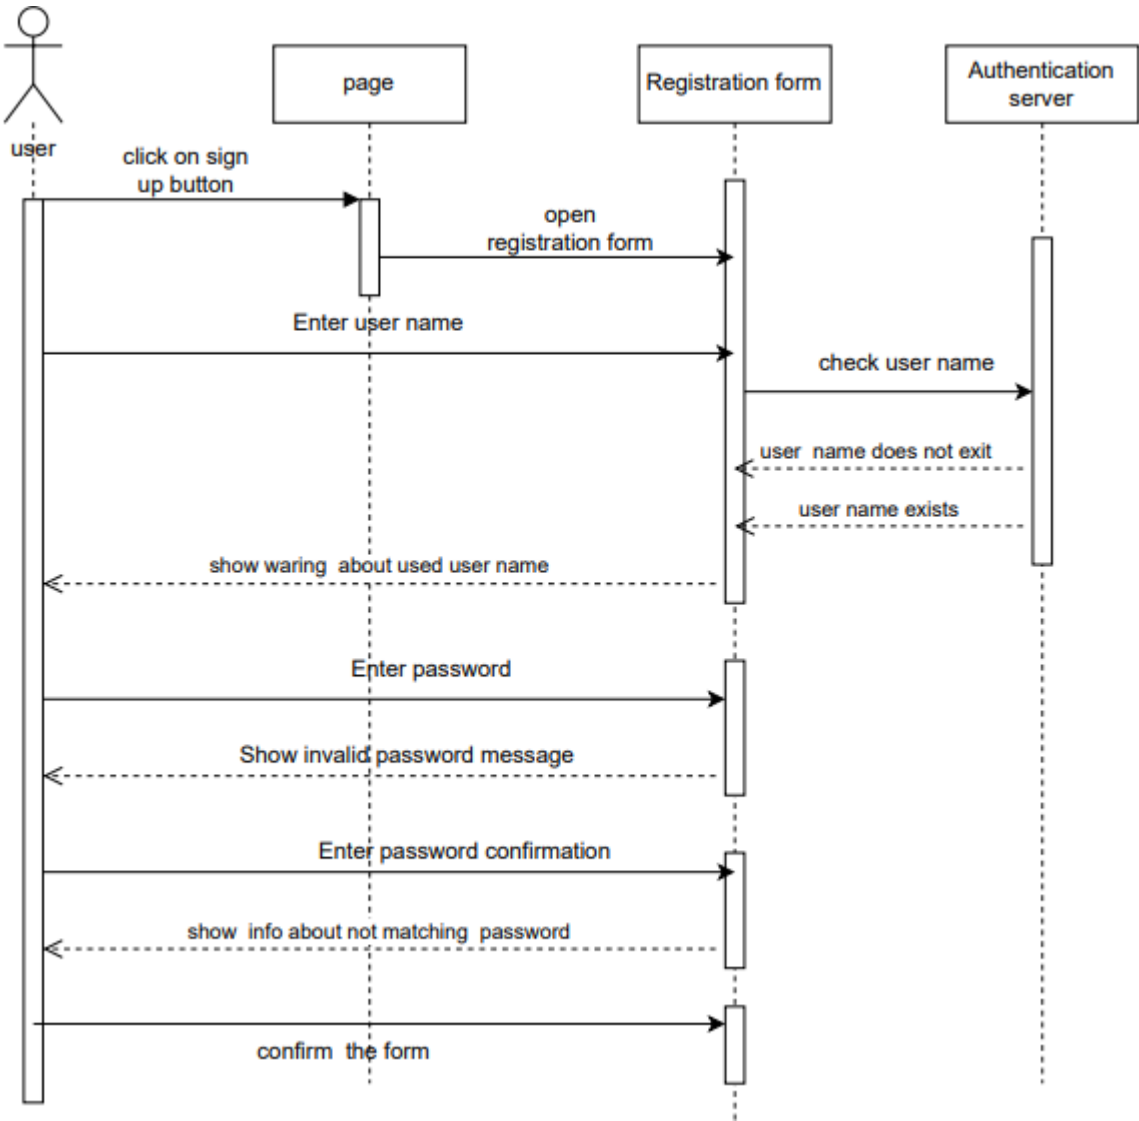 page
Registration form
Authentication
server
user
click on sign
up button
open
registration form
Enter user name
check user name
user name does not exit
user name exists
show waring about used user name
Enter password
Show invalid password message
Enter password confirmation
show info about not matching password
confirm the form